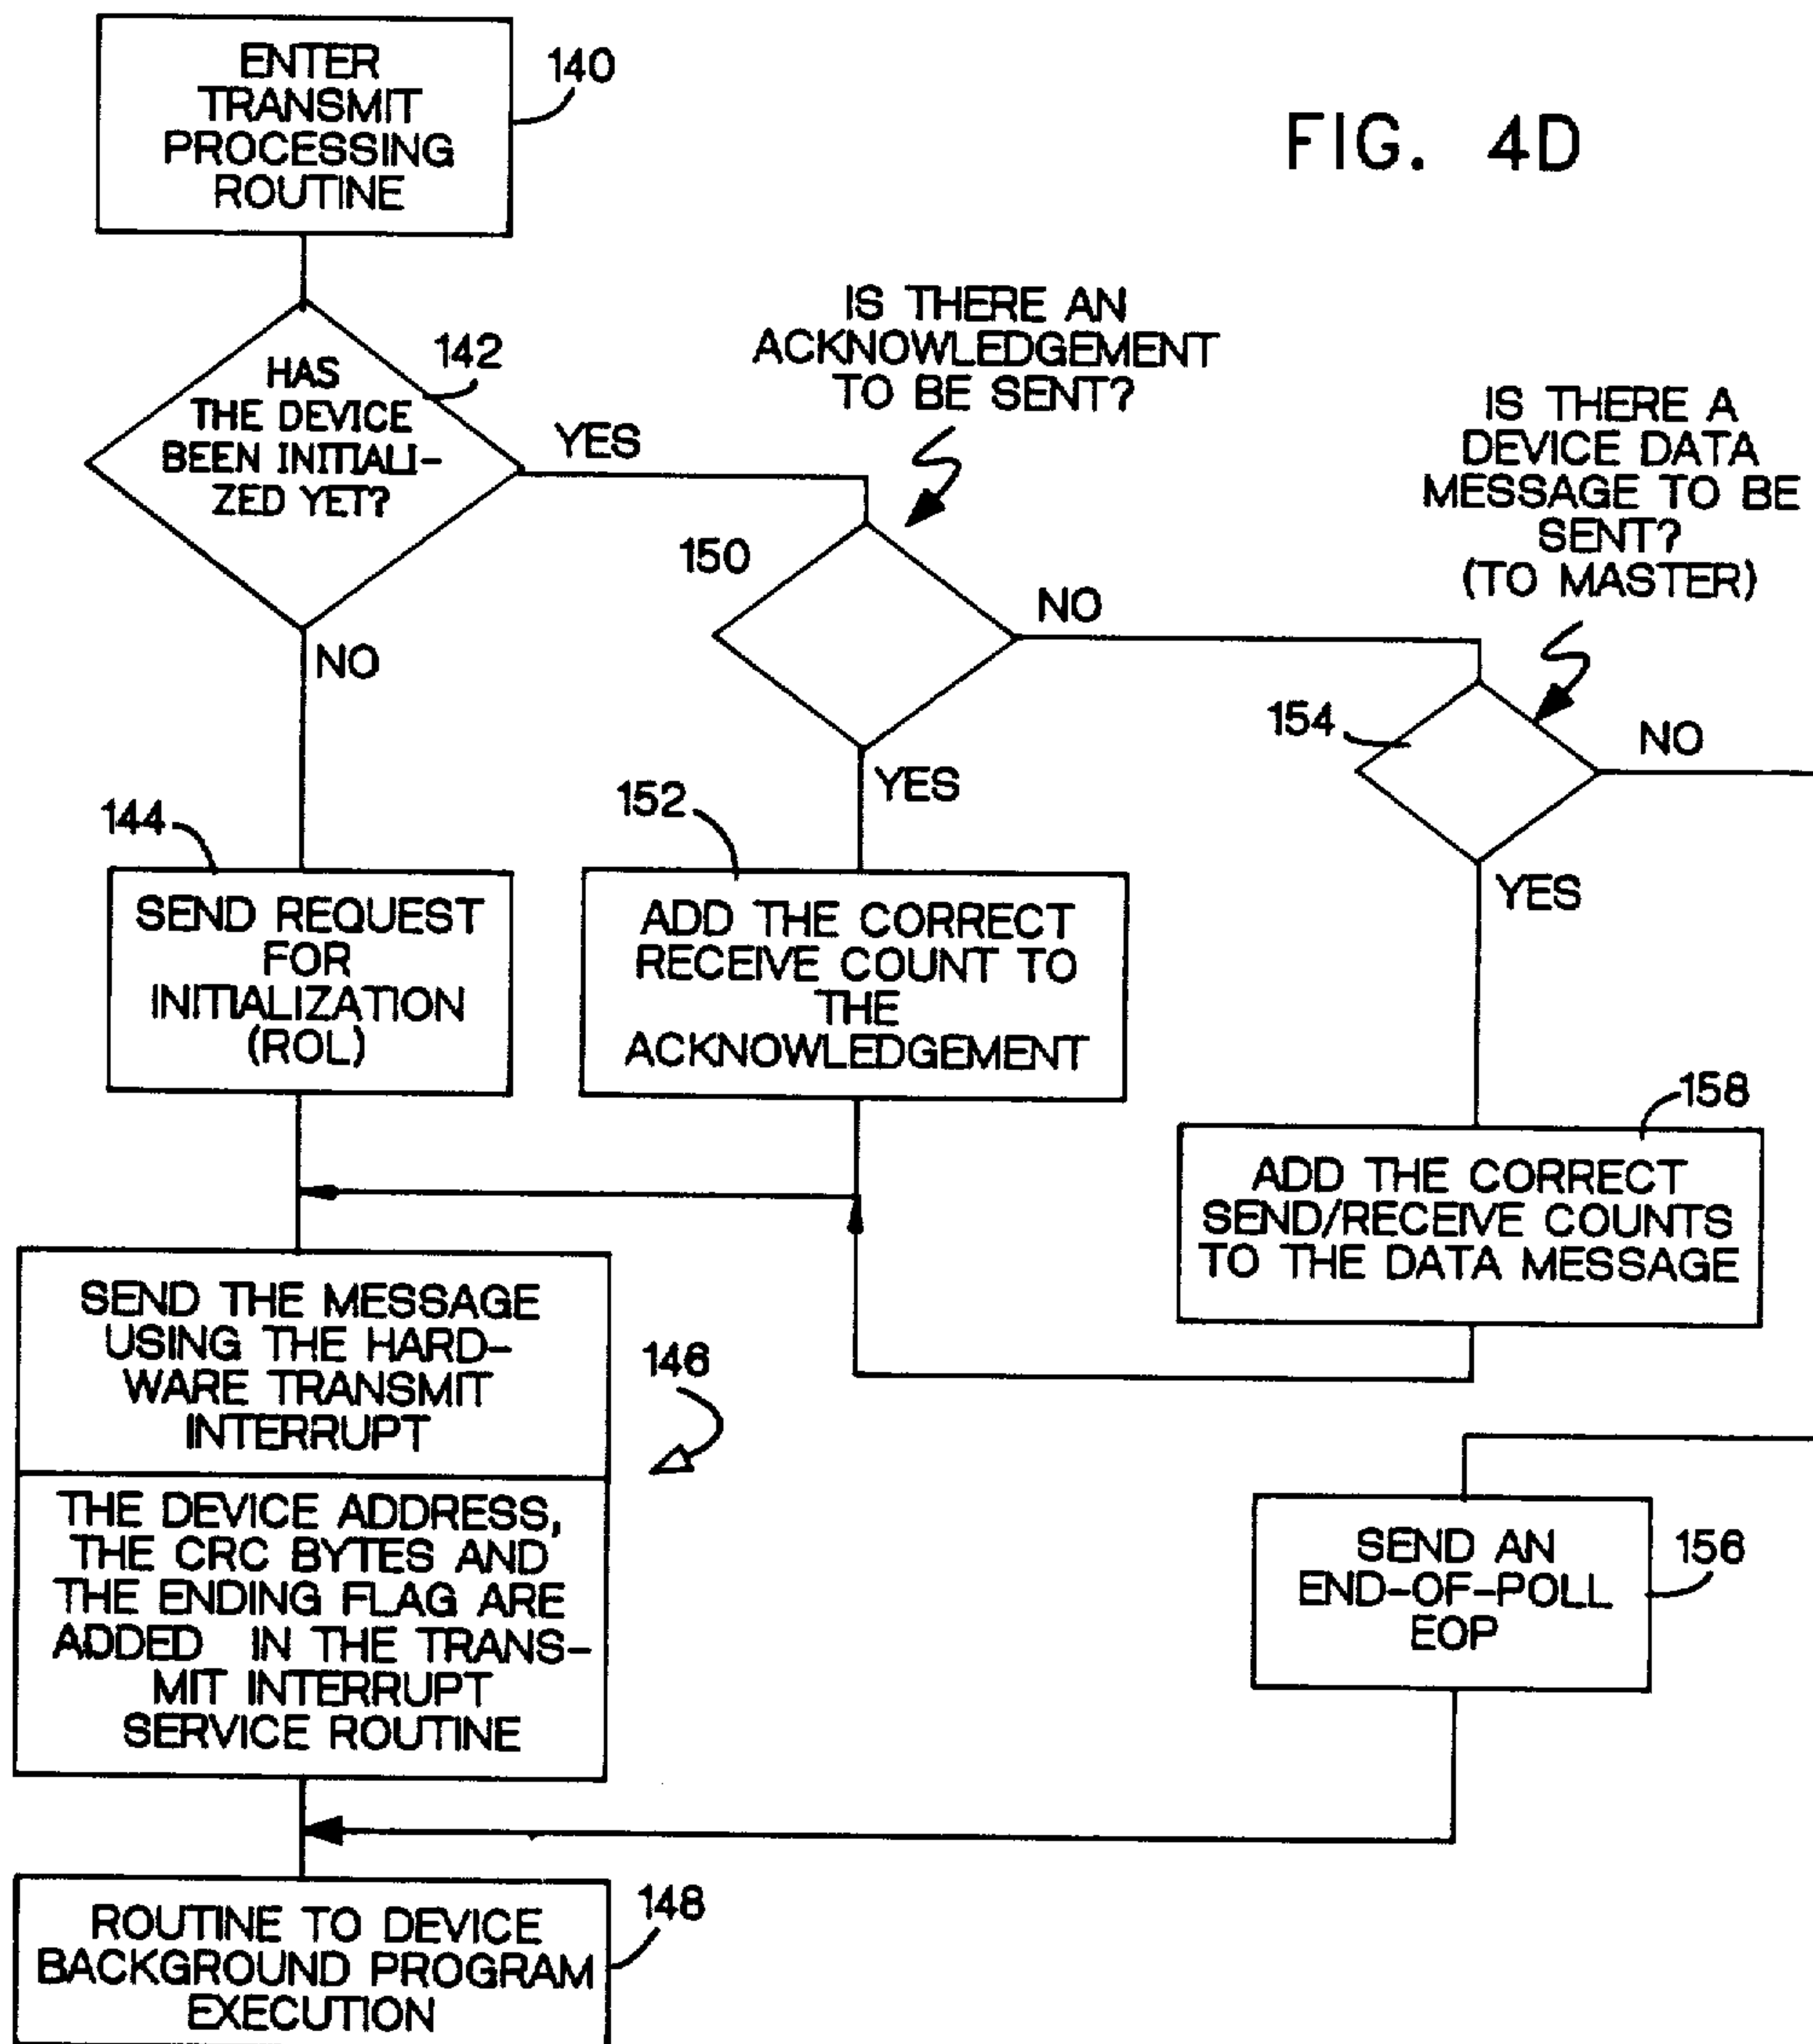 ENTER
TRANSMIT
PROCESSING
ROUTINE
140
FIG. 4D
HAS
THE DEVICE
BEEN INITIALI-
ZED YET?
142
YES
NO
IS THERE AN
ACKNOWLEDGEMENT
TO BE SENT?
150
NO
YES
IS THERE A
DEVICE DATA
MESSAGE TO BE
SENT?
(TO MASTER)
154
NO
YES
144
SEND REQUEST
FOR
INITIALIZATION
(ROL)
152
ADD THE CORRECT
RECEIVE COUNT TO
THE
ACKNOWLEDGEMENT
158
ADD THE CORRECT
SEND/RECEIVE COUNTS
TO THE DATA MESSAGE
SEND THE MESSAGE
USING THE HARD-
WARE TRANSMIT
INTERRUPT
146
THE DEVICE ADDRESS,
THE CRC BYTES AND
THE ENDING FLAG ARE
ADDED IN THE TRANS-
MIT INTERRUPT
SERVICE ROUTINE
SEND AN
END-OF-POLL
EOP
156
ROUTINE TO DEVICE
BACKGROUND PROGRAM
EXECUTION
148